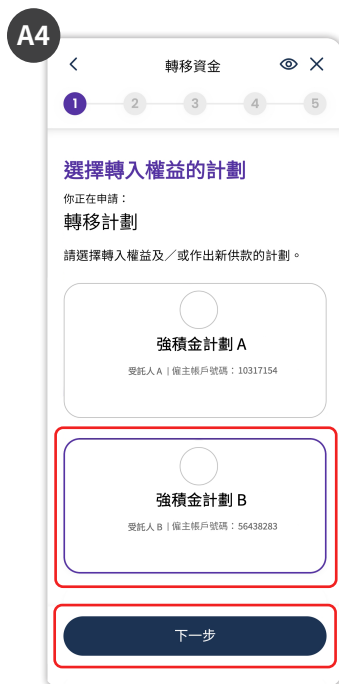 A4
轉移資金
1 2 3 4 5
選擇轉入權益的計劃
你正在申請：
轉移計劃
請選擇轉入權益及／或作出新供款的計劃。
強積金計劃 A
受託人 A | 僱主帳戶號碼：10317154
強積金計劃 B
受託人 B | 僱主帳戶號碼：56438283
下一步